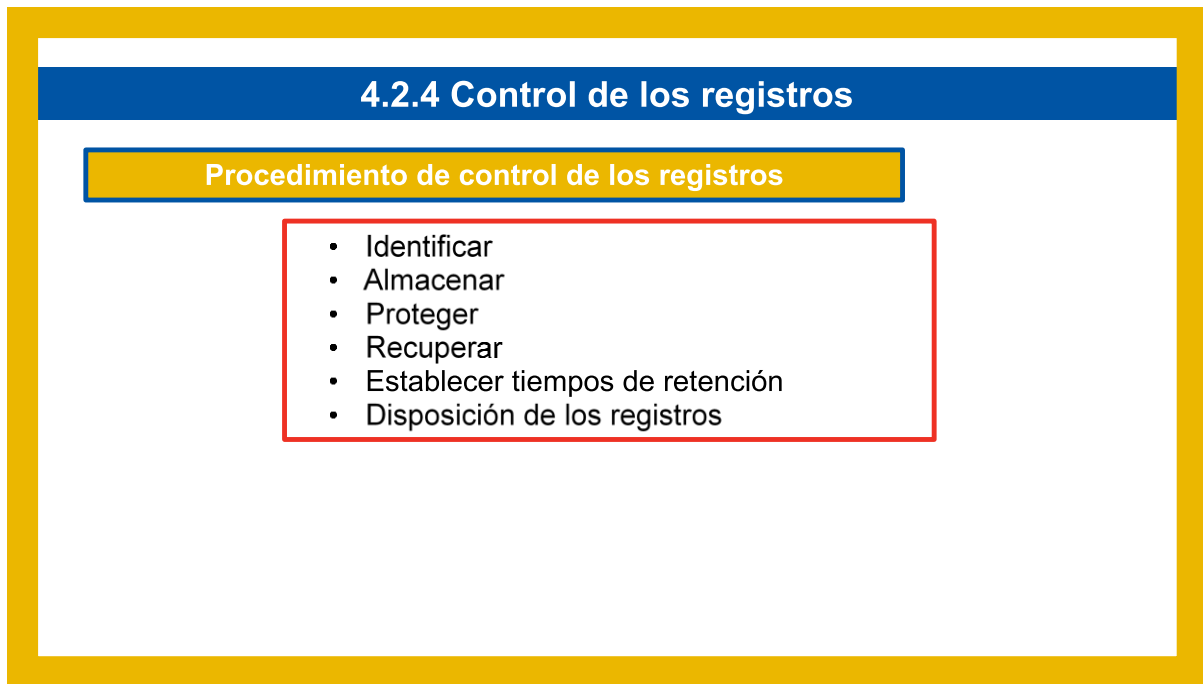 4.2.4 Control de los registros
Procedimiento de control de los registros
• Identificar
• Almacenar
• Proteger
• Recuperar
• Establecer tiempos de retención
• Disposición de los registros